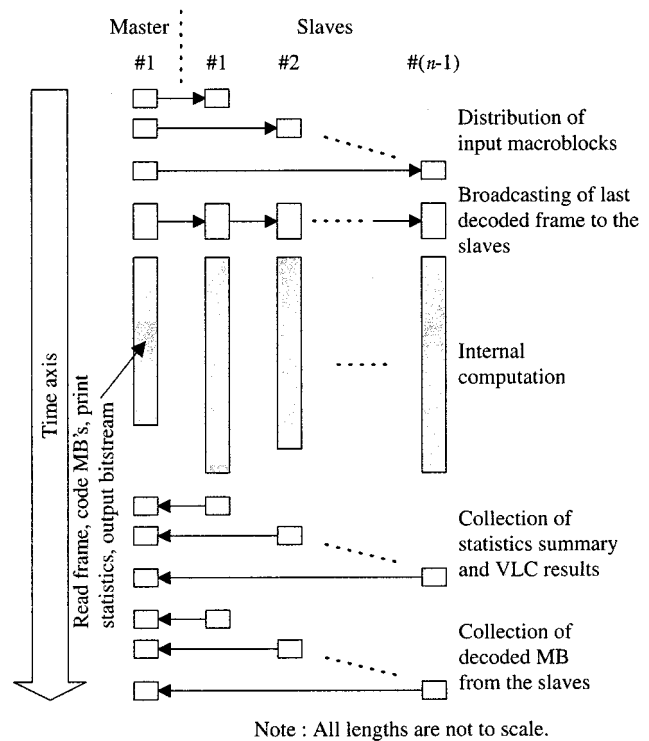 Master
Slaves
#1
#1
#2
#(n-1)
Distribution of
input macroblocks
Broadcasting of last
decoded frame to the
slaves
Internal
computation
Time axis
Read frame, code MB's, print
statistics, output bitstream
Collection of
statistics summary
and VLC results
Collection of
decoded MB
from the slaves
Note : All lengths are not to scale.